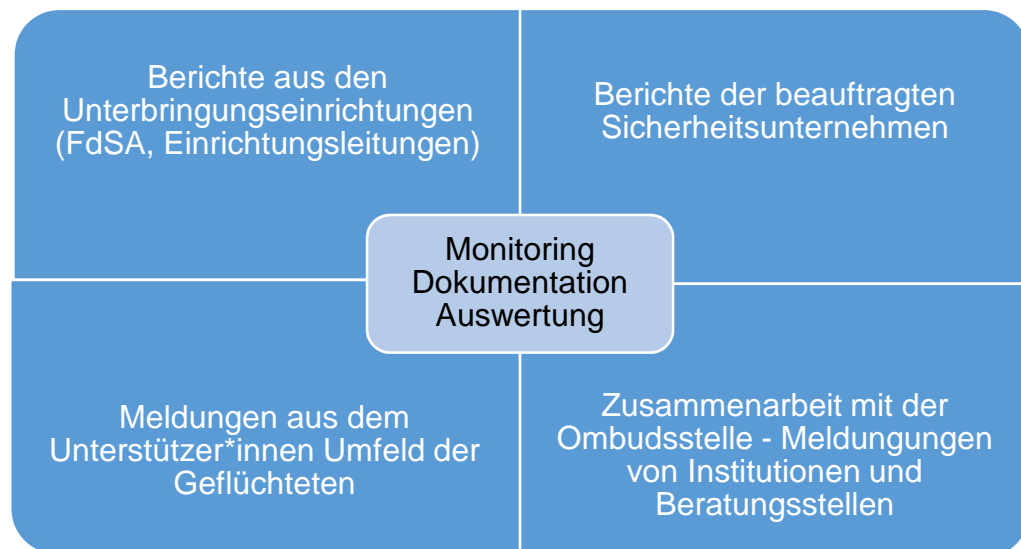 Berichte aus den
Unterbringungseinrichtungen
(FdSA, Einrichtungsleitungen)
Berichte der beauftragten
Sicherheitsunternehmen
Monitoring
Dokumentation
Auswertung
Meldungen aus dem
Unterstützer*innen Umfeld der
Geflüchteten
Zusammenarbeit mit der
Ombudsstelle - Meldungungen
von Institutionen und
Beratungsstellen